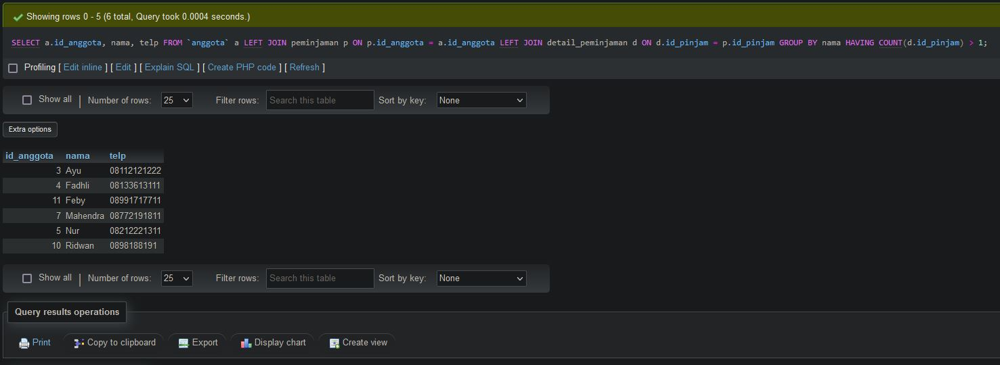 Showing rows 0 - 5 (6 total, Query took 0.0004 seconds.)
SELECT a.id_anggota, nama, telp FROM `anggota` a LEFT JOIN peminjaman p ON p.id_anggota = a.id_anggota LEFT JOIN detail_peminjaman d ON d.id_pinjam = p.id_pinjam GROUP BY nama HAVING COUNT(d.id_pinjam) > 1;
Profiling [ Edit inline ] [ Edit ] [ Explain SQL ] [ Create PHP code ] [ Refresh ]
Show all | Number of rows: 25 Filter rows: Search this table Sort by key: None
Extra options
id_anggota nama telp
3 Ayu 08112121222
4 Fadhli 08133613111
11 Feby 08991717711
7 Mahendra 08772191811
5 Nur 08212221311
10 Ridwan 0898188191
Show all | Number of rows: 25 Filter rows: Search this table Sort by key: None
Query results operations
Print Copy to clipboard Export Display chart Create view